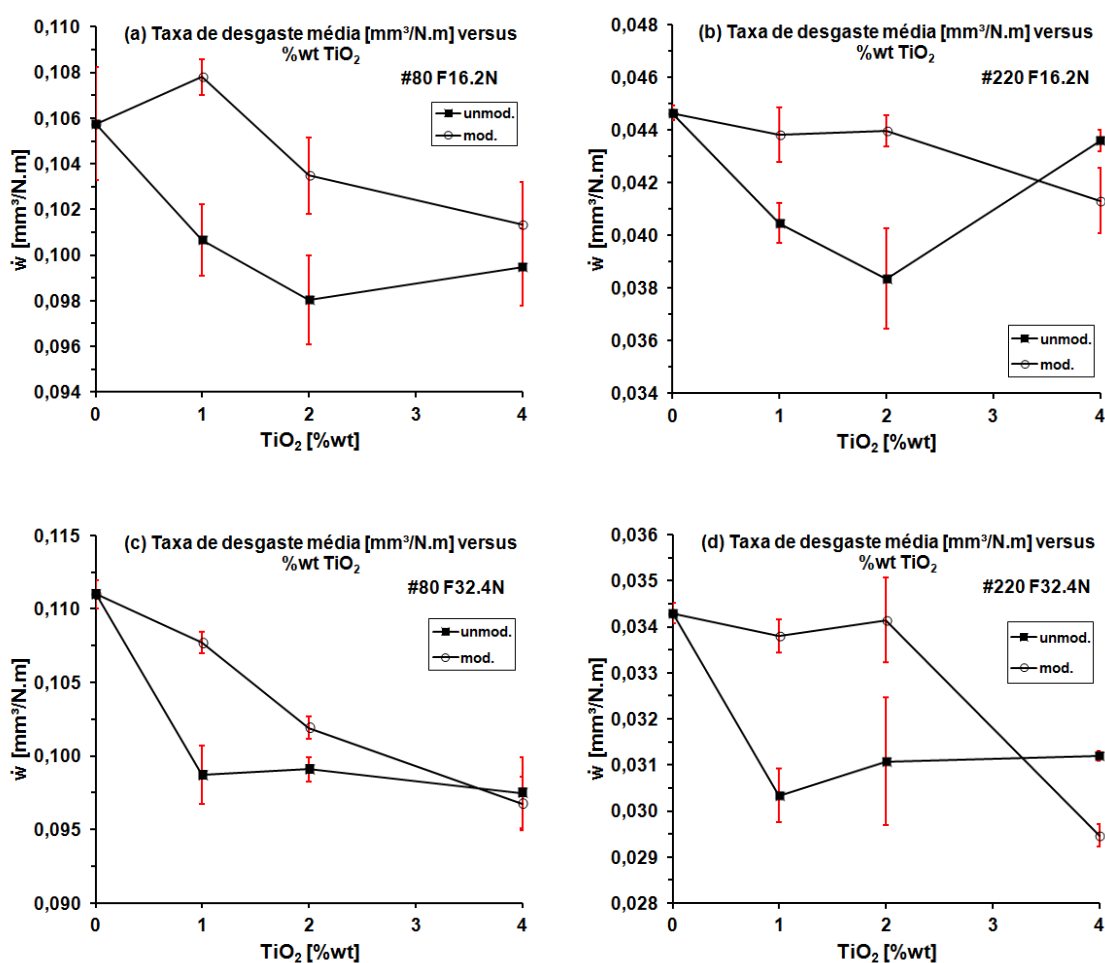 (a) Taxa de desgaste média [mm³/N.m] versus
%wt TiO₂
#80 F16.2N
unmod.
mod.
ẇ [mm³/N.m]
0,110
0,108
0,106
0,104
0,102
0,100
0,098
0,096
0,094
0 1 2 3 4
TiO₂ [%wt]
(b) Taxa de desgaste média [mm³/N.m] versus
%wt TiO₂
#220 F16.2N
unmod.
mod.
ẇ [mm³/N.m]
0,048
0,046
0,044
0,042
0,040
0,038
0,036
0,034
0 1 2 3 4
TiO₂ [%wt]
(c) Taxa de desgaste média [mm³/N.m] versus
%wt TiO₂
#80 F32.4N
unmod.
mod.
ẇ [mm³/N.m]
0,115
0,110
0,105
0,100
0,095
0,090
0 1 2 3 4
TiO₂ [%wt]
(d) Taxa de desgaste média [mm³/N.m] versus
%wt TiO₂
#220 F32.4N
unmod.
mod.
ẇ [mm³/N.m]
0,036
0,035
0,034
0,033
0,032
0,031
0,030
0,029
0,028
0 1 2 3 4
TiO₂ [%wt]